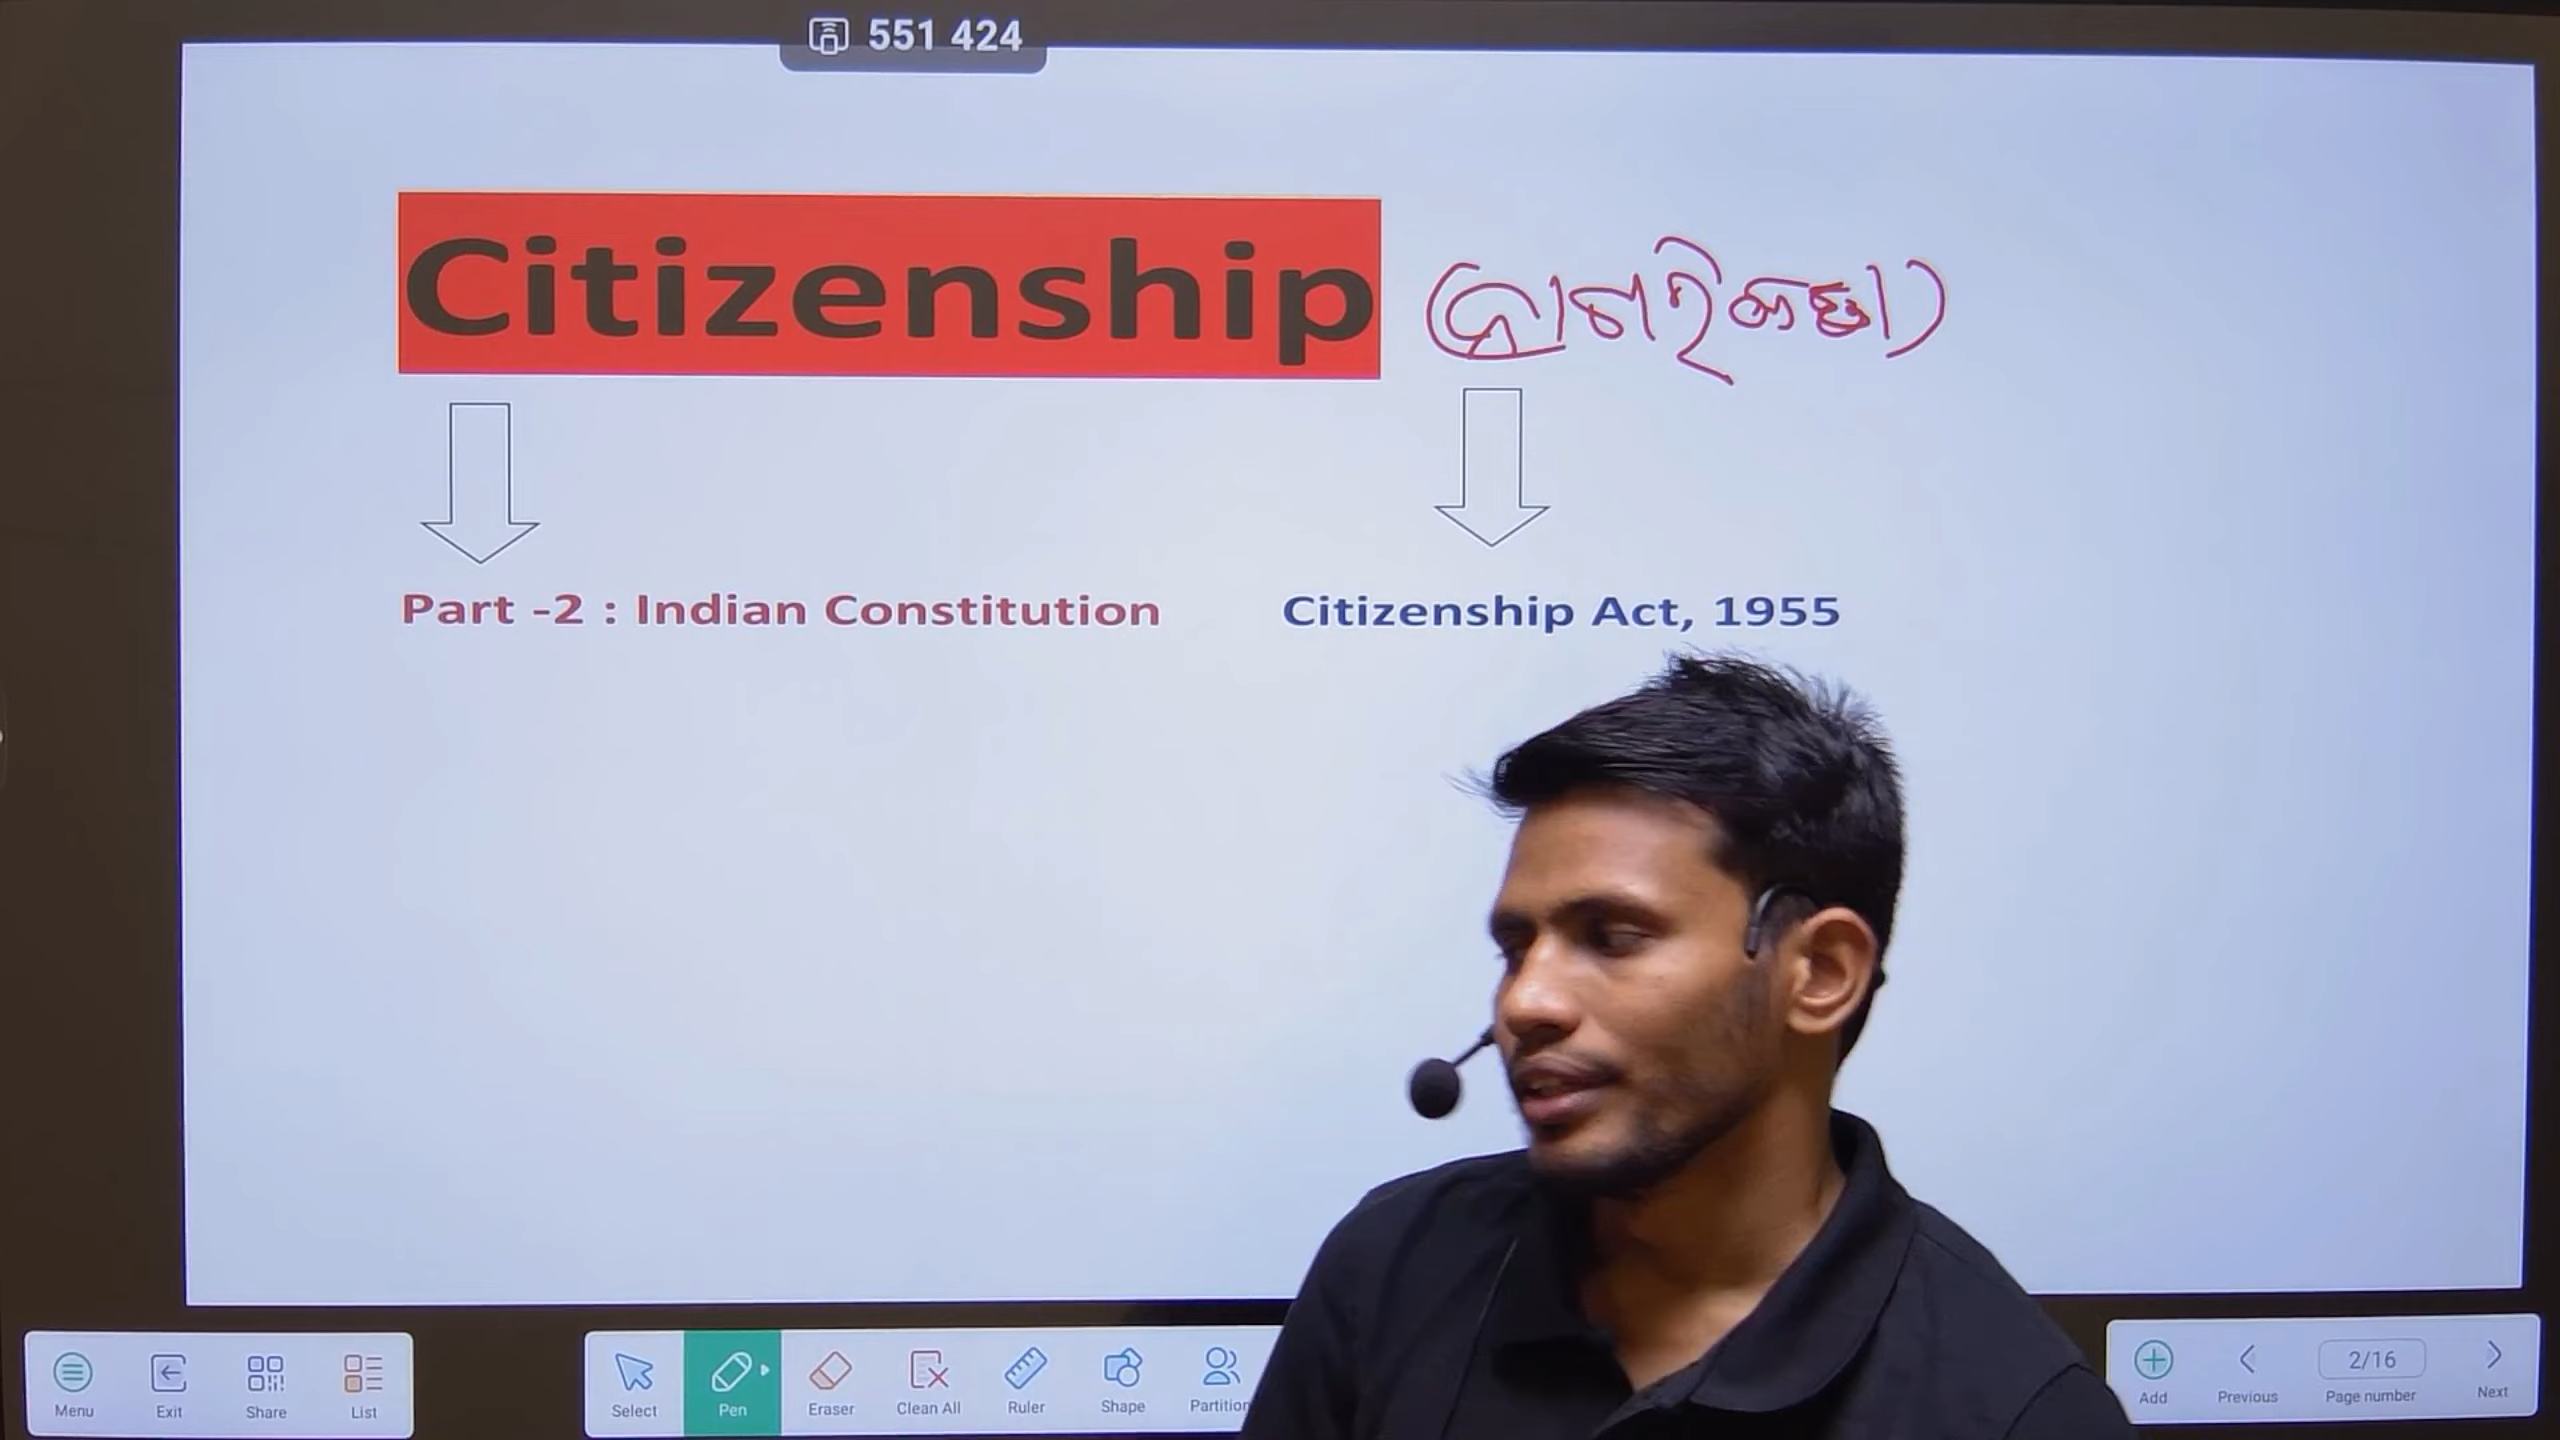 551 424
Citizenship (ନାଗରିକତା)
Part -2 : Indian Constitution
Citizenship Act, 1955
Menu
Exit
Share
List
Select
Pen
Eraser
Clean All
Ruler
Shape
Partition
Add
Previous
2/16
Page number
Next